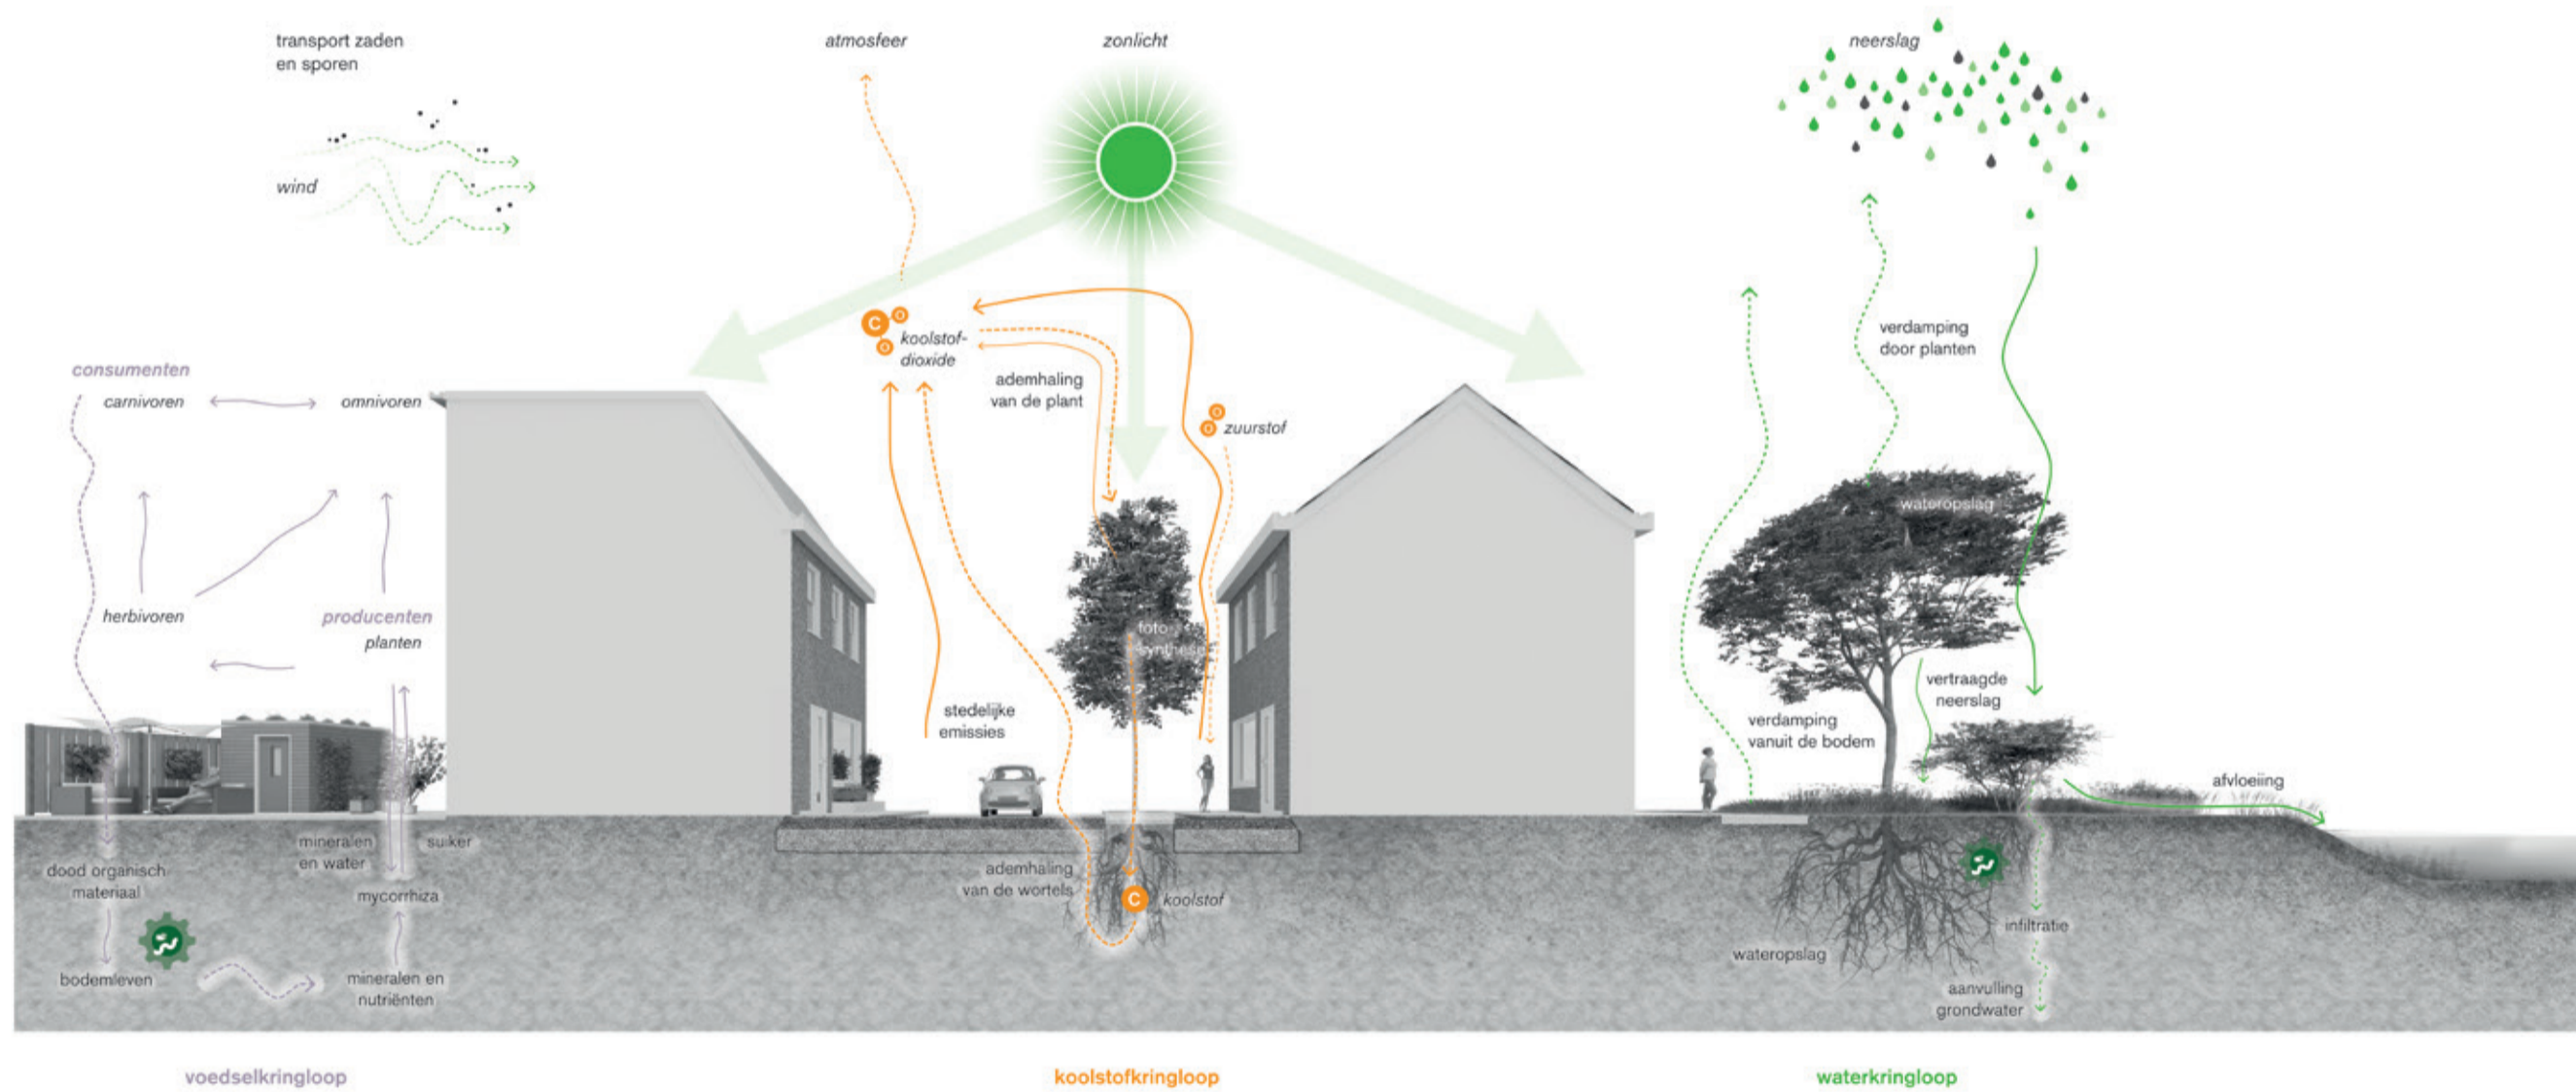 transport zaden
en sporen
wind
atmosfeer
zonlicht
neerslag
consumenten
carnivoren
omnivoren
herbivoren
producenten
planten
C
O
O
koolstof-
dioxide
ademhaling
van de plant
O
O
zuurstof
foto-
synthese
stedelijke
emissies
verdamping
door planten
wateropslag
vertraagde
neerslag
verdamping
vanuit de bodem
afvloeiing
mineralen
en water
suiker
dood organisch
materiaal
mycorrhiza
bodemleven
mineralen en
nutriënten
ademhaling
van de wortels
C
koolstof
wateropslag
infiltratie
aanvulling
grondwater
voedselkringloop
koolstofkringloop
waterkringloop